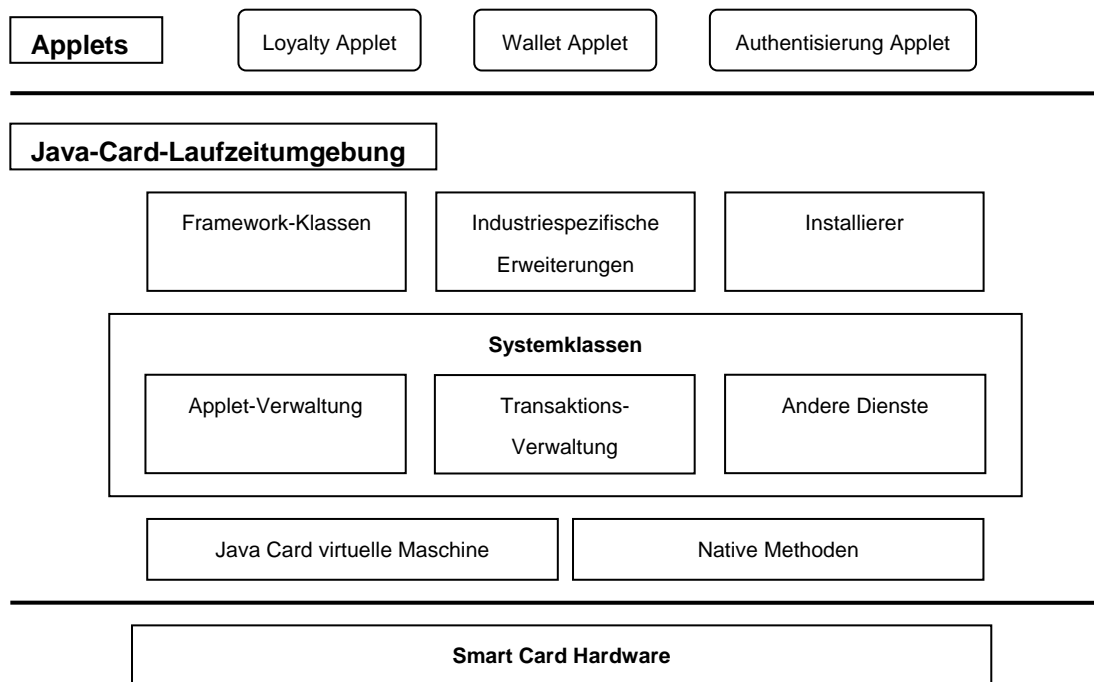 Applets
Loyalty Applet
Wallet Applet
Authentisierung Applet
Java-Card-Laufzeitumgebung
Framework-Klassen
Industriespezifische
Erweiterungen
Installierer
Systemklassen
Applet-Verwaltung
Transaktions-
Verwaltung
Andere Dienste
Java Card virtuelle Maschine
Native Methoden
Smart Card Hardware